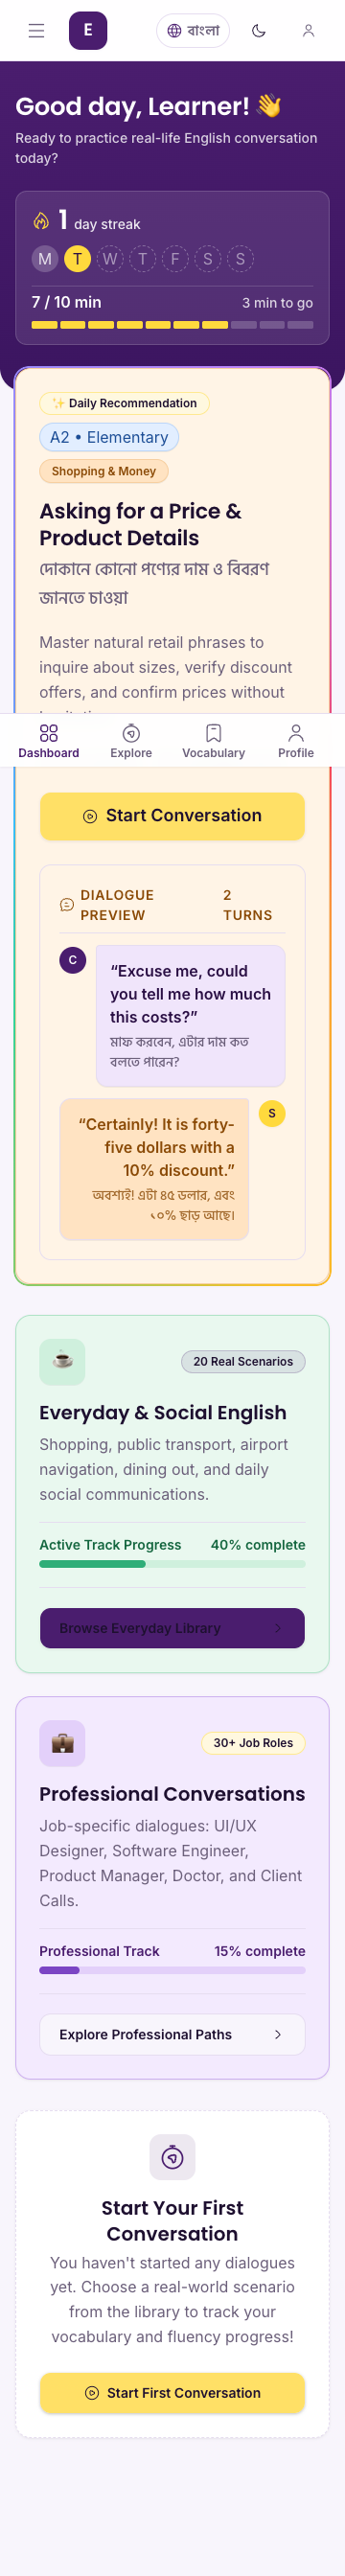 E
বাংলা
Good day, Learner! 👋
Ready to practice real-life English conversation
today?
1 day streak
M T W T F S S
7 / 10 min 3 min to go
✨ Daily Recommendation
A2 • Elementary
Shopping & Money
Asking for a Price &
Product Details
দোকানে কোনো পণ্যের দাম ও বিবরণ
জানতে চাওয়া
Master natural retail phrases to
inquire about sizes, verify discount
offers, and confirm prices without
Dashboard Explore Vocabulary Profile
Start Conversation
DIALOGUE
PREVIEW
2
TURNS
C
“Excuse me, could
you tell me how much
this costs?”
মাফ করবেন, এটার দাম কত
বলতে পারেন?
S
“Certainly! It is forty-
five dollars with a
10% discount.”
অবশ্যই! এটা ৪৫ ডলার, এবং
১০% ছাড় আছে।
20 Real Scenarios
Everyday & Social English
Shopping, public transport, airport
navigation, dining out, and daily
social communications.
Active Track Progress 40% complete
Browse Everyday Library
30+ Job Roles
Professional Conversations
Job-specific dialogues: UI/UX
Designer, Software Engineer,
Product Manager, Doctor, and Client
Calls.
Professional Track 15% complete
Explore Professional Paths
Start Your First
Conversation
You haven't started any dialogues
yet. Choose a real-world scenario
from the library to track your
vocabulary and fluency progress!
Start First Conversation